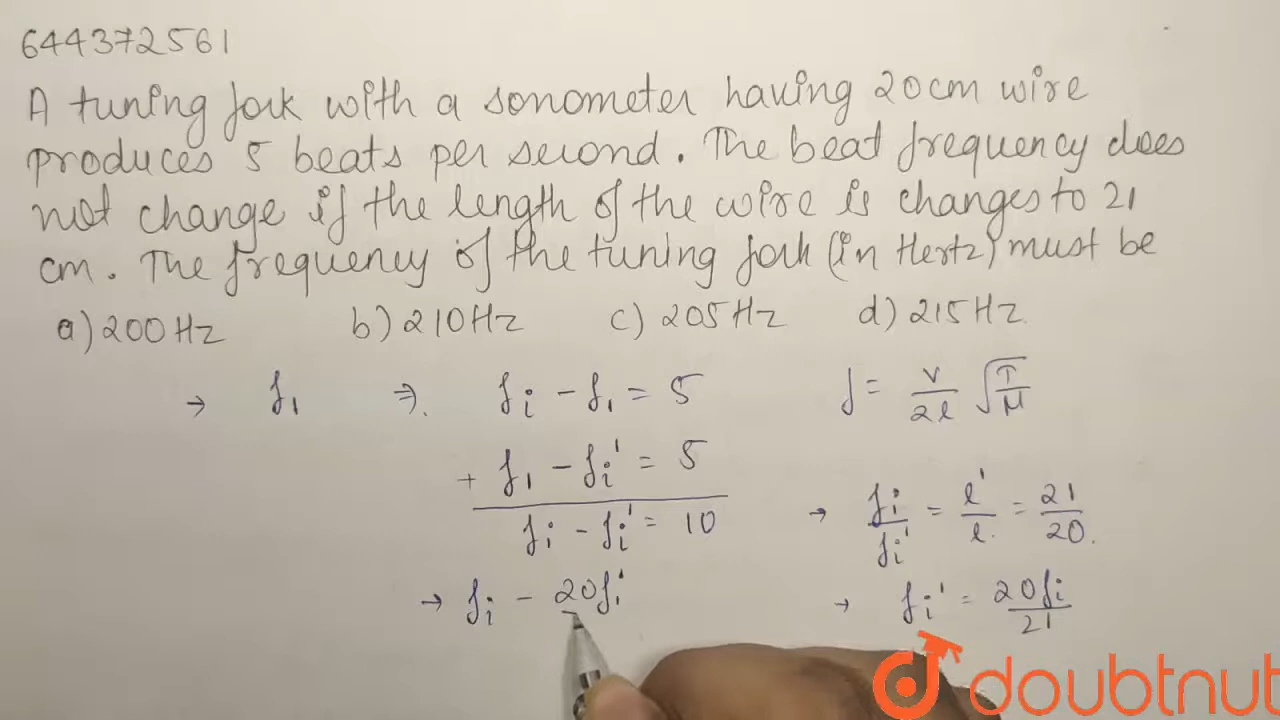 644372561
A tuning fork with a sonometer having 20cm wire
produces 5 beats per second. The beat frequency does
not change if the length of the wire is changes to 21
cm. The frequency of the tuning fork (in Hertz) must be
a) 200 Hz b) 210 Hz c) 205 Hz d) 215 Hz.
→ f₁ ⇒. fᵢ - f₁ = 5 f = v/2l √T/M
+ f₁ - fᵢ' = 5
fᵢ - fᵢ' = 10 → fᵢ/fᵢ' = l'/l. = 21/20.
→ fᵢ - 20fᵢ' → fᵢ' = 20fᵢ/21
doubtnut